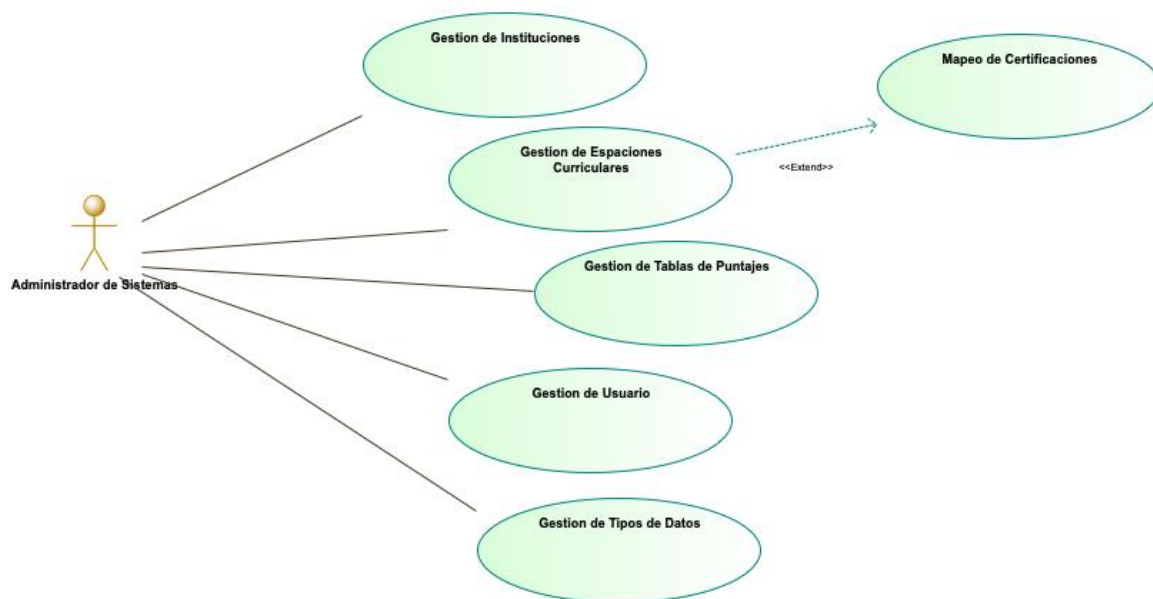 Gestion de Instituciones
Mapeo de Certificaciones
Gestion de Espaciones
Curriculares
<<Extend>>
Gestion de Tablas de Puntajes
Administrador de Sistemas
Gestion de Usuario
Gestion de Tipos de Datos